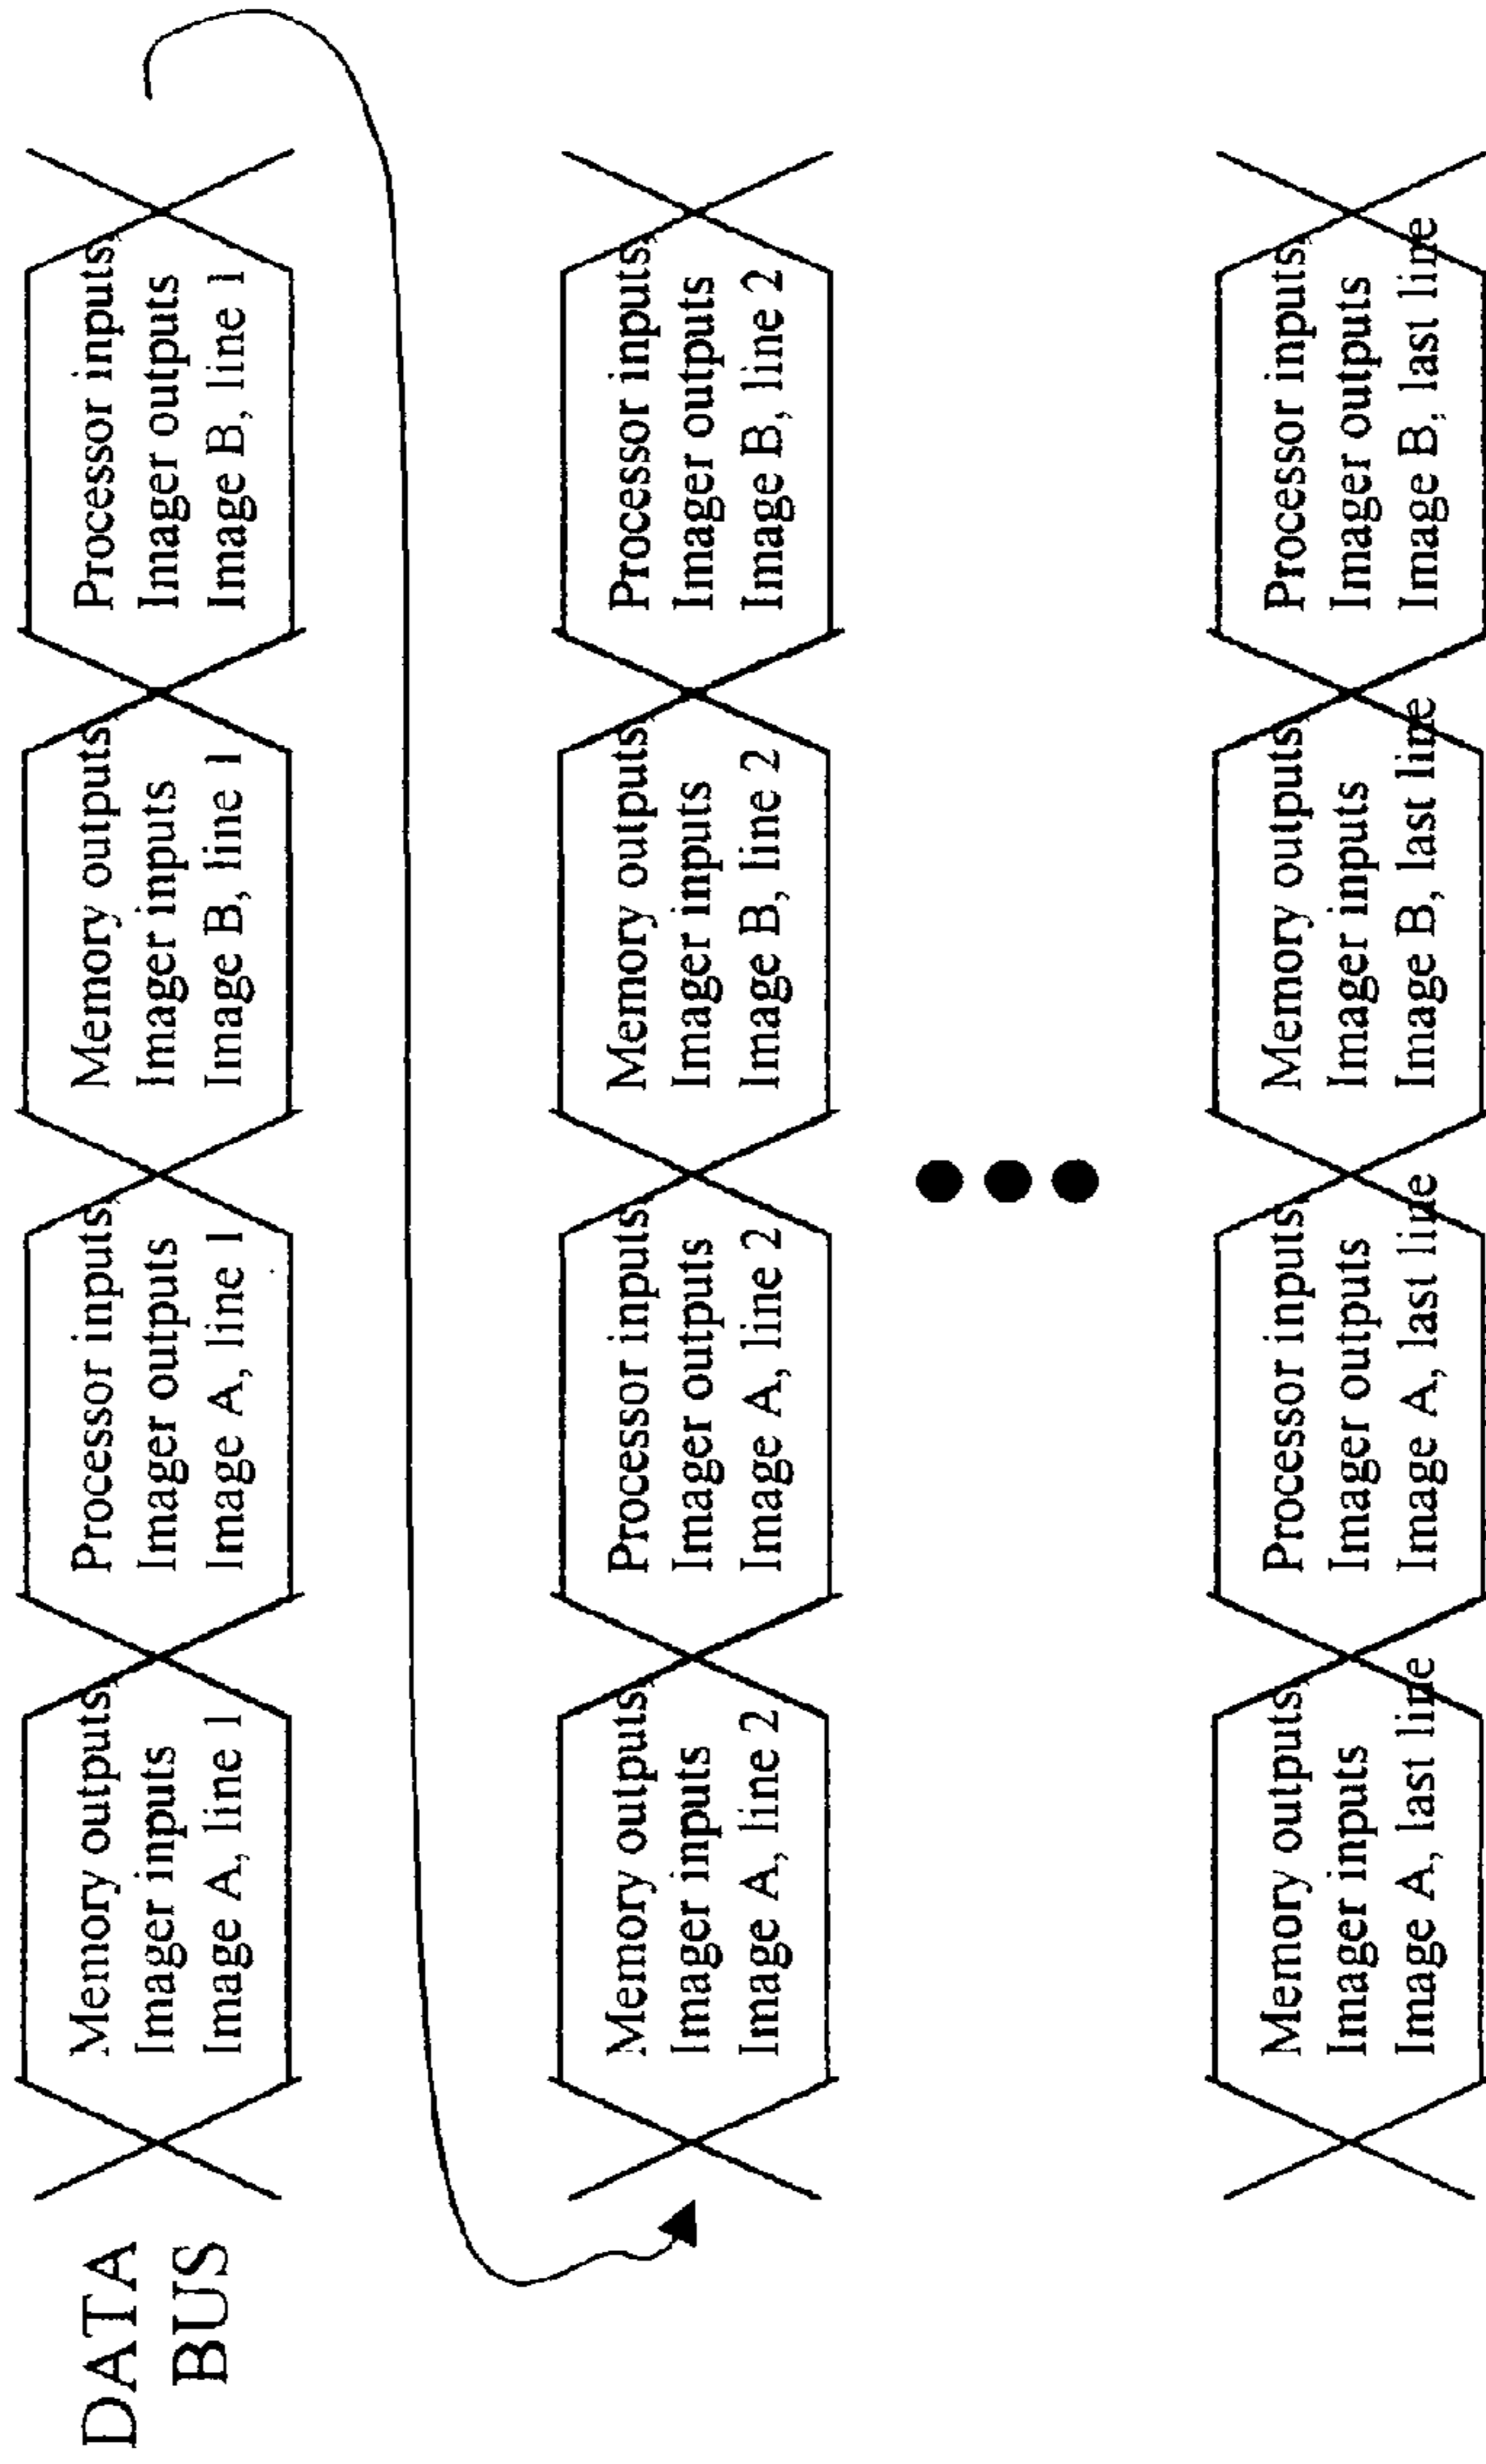 DATA
BUS
Memory outputs,
Imager inputs
Image A, line 1
Processor inputs,
Imager outputs
Image A, line 1
Memory outputs,
Imager inputs
Image B, line 1
Processor inputs,
Imager outputs
Image B, line 1
Memory outputs,
Imager inputs
Image A, line 2
Processor inputs,
Imager outputs
Image A, line 2
Memory outputs,
Imager inputs
Image B, line 2
Processor inputs,
Imager outputs
Image B, line 2
Memory outputs,
Imager inputs
Image A, last line
Processor inputs,
Imager outputs
Image A, last line
Memory outputs,
Imager inputs
Image B, last line
Processor inputs,
Imager outputs
Image B, last line